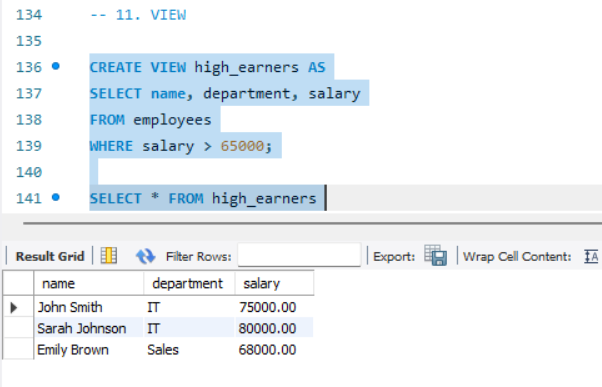 134 -- 11. VIEW
135
136 CREATE VIEW high_earners AS
137 SELECT name, department, salary
138 FROM employees
139 WHERE salary > 65000;
140
141 SELECT * FROM high_earners
Result Grid Filter Rows: Export: Wrap Cell Content: IA
name department salary
John Smith IT 75000.00
Sarah Johnson IT 80000.00
Emily Brown Sales 68000.00